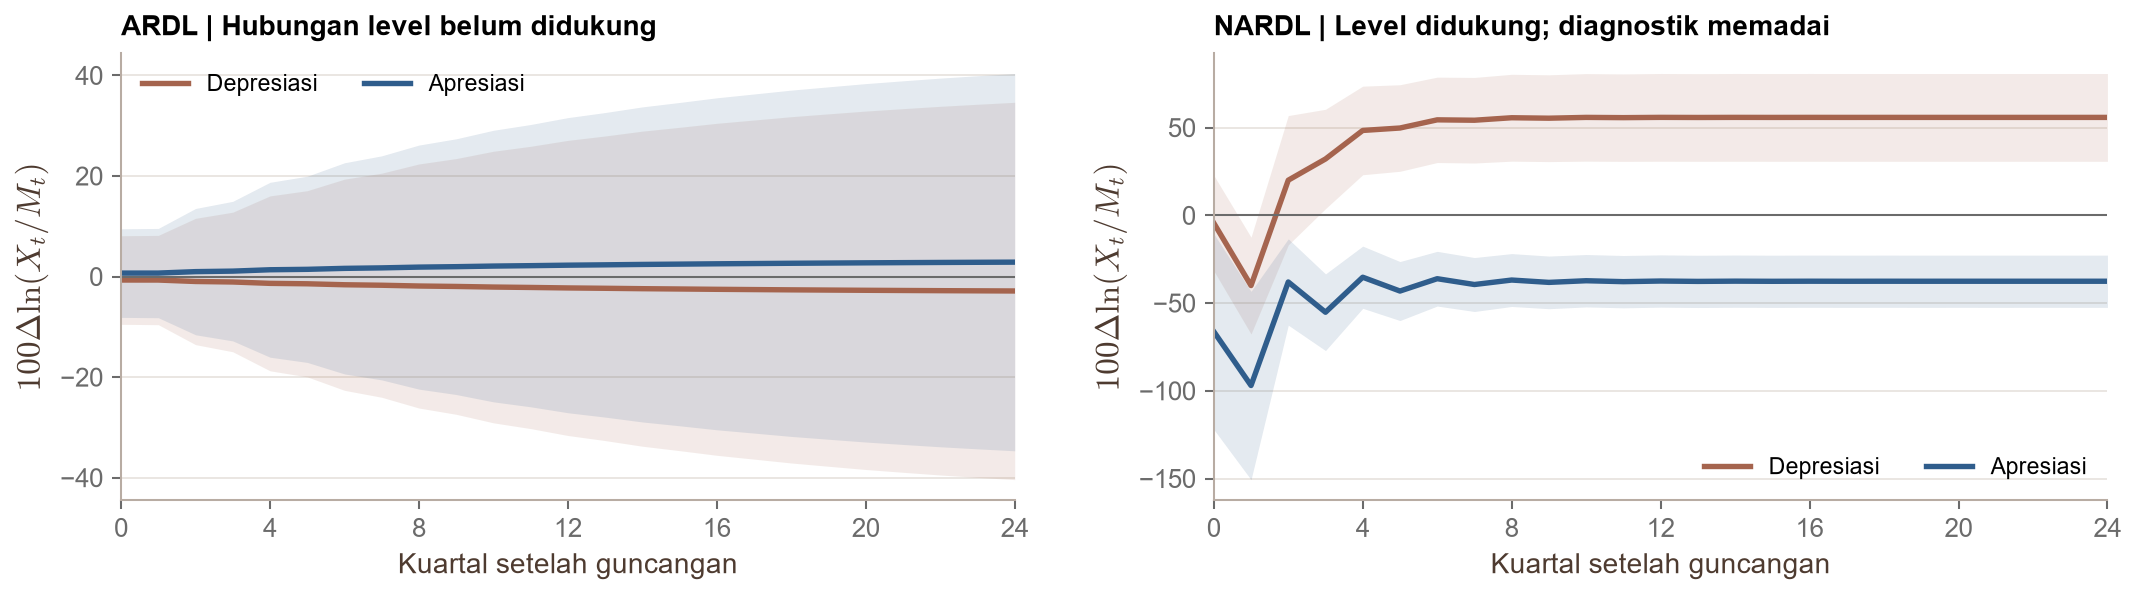 ARDL | Hubungan level belum didukung
Depresiasi
Apresiasi
100Δln(X_t/M_t)
40
20
0
−20
−40
0 4 8 12 16 20 24
Kuartal setelah guncangan
NARDL | Level didukung; diagnostik memadai
100Δln(X_t/M_t)
50
0
−50
−100
−150
Depresiasi
Apresiasi
0 4 8 12 16 20 24
Kuartal setelah guncangan